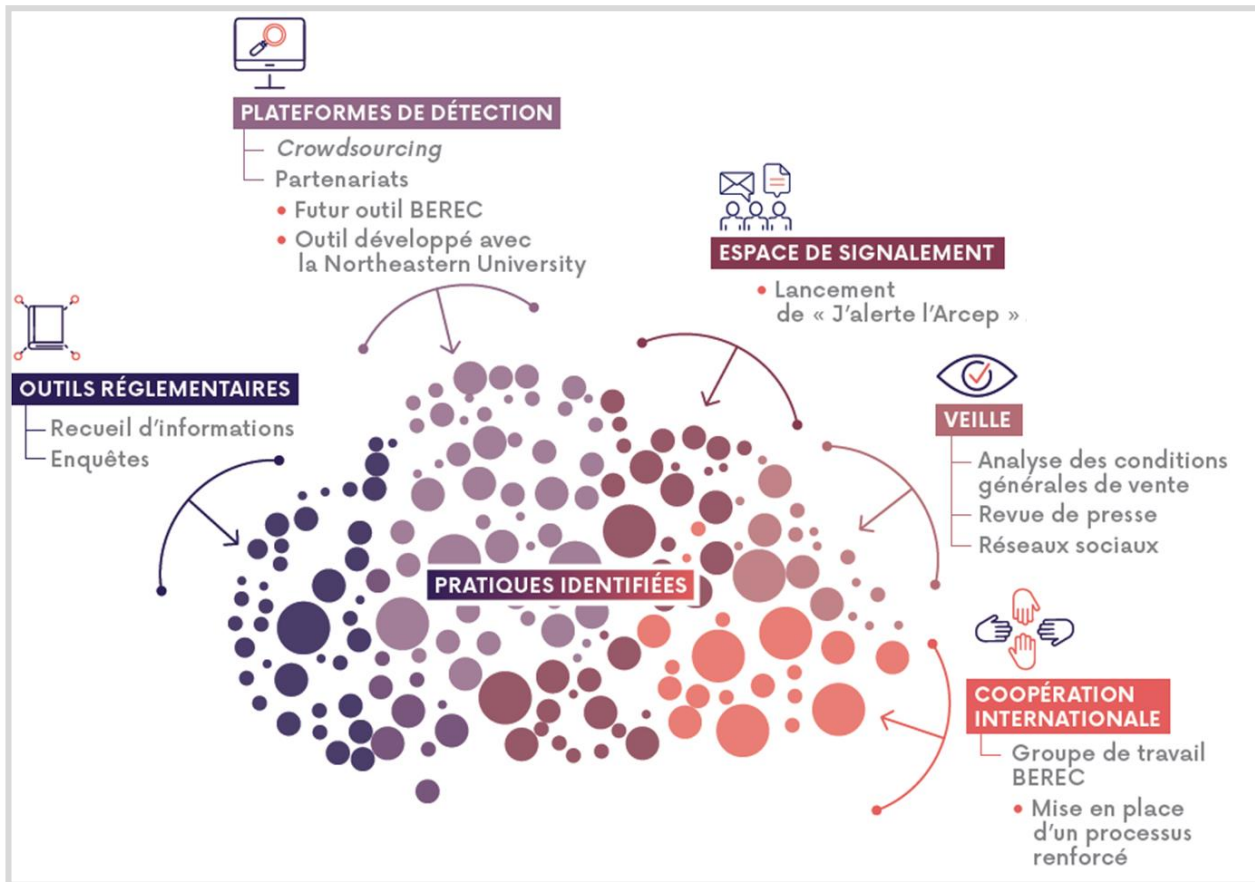 PLATEFORMES DE DÉTECTION
Crowdsourcing
Partenariats
• Futur outil BEREC
• Outil développé avec
la Northeastern University
ESPACE DE SIGNALEMENT
• Lancement
de « J’alerte l’Arcep »
OUTILS RÉGLEMENTAIRES
Recueil d’informations
Enquêtes
VEILLE
Analyse des conditions
générales de vente
Revue de presse
Réseaux sociaux
PRATIQUES IDENTIFIÉES
COOPÉRATION
INTERNATIONALE
Groupe de travail
BEREC
• Mise en place
d’un processus
renforcé